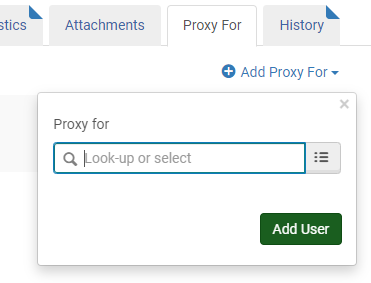 stics Attachments Proxy For History
Add Proxy For
×
Proxy for
Look-up or select
Add User